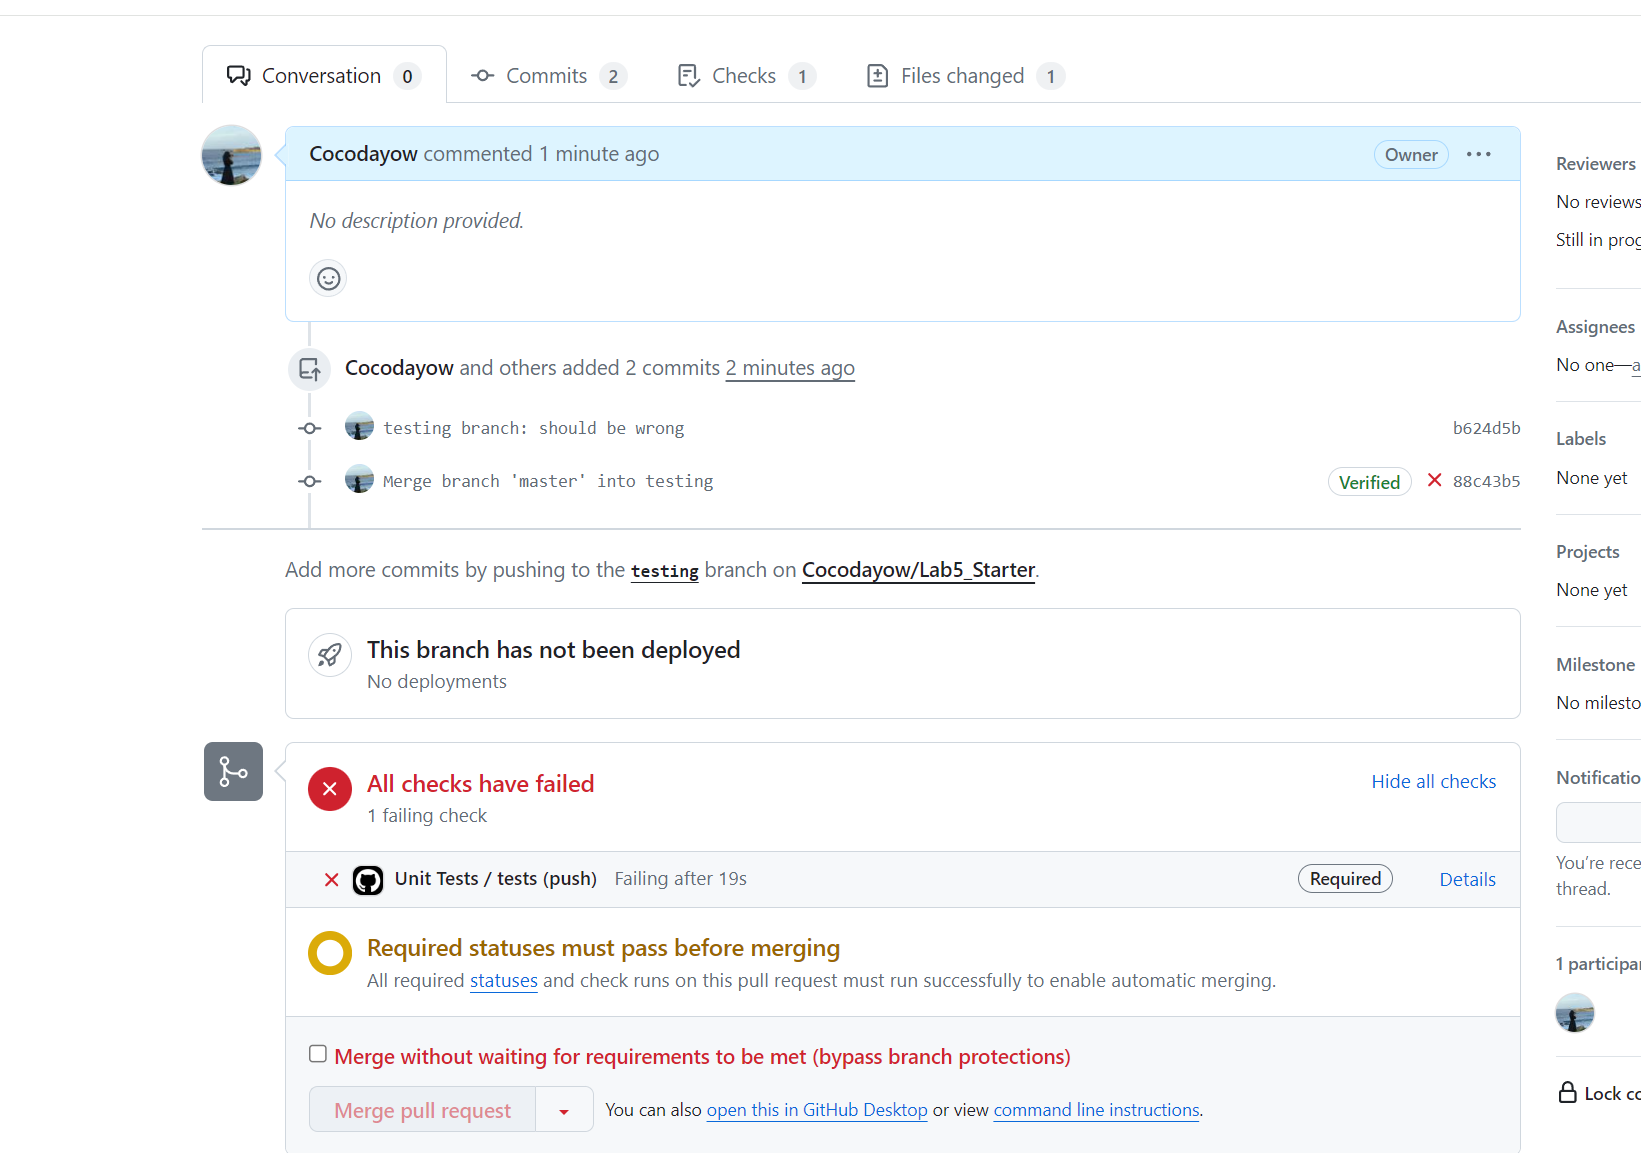 Conversation 0 Commits 2 Checks 1 Files changed 1
Cocodayow commented 1 minute ago Owner
No description provided.
Cocodayow and others added 2 commits 2 minutes ago
testing branch: should be wrong b624d5b
Merge branch 'master' into testing Verified 88c43b5
Add more commits by pushing to the testing branch on Cocodayow/Lab5_Starter.
This branch has not been deployed
No deployments
All checks have failed Hide all checks
1 failing check
Unit Tests / tests (push) Failing after 19s Required Details
Required statuses must pass before merging
All required statuses and check runs on this pull request must run successfully to enable automatic merging.
Merge without waiting for requirements to be met (bypass branch protections)
Merge pull request You can also open this in GitHub Desktop or view command line instructions.
Reviewers
No reviews
Still in prog
Assignees
No one—a
Labels
None yet
Projects
None yet
Milestone
No milesto
Notificatio
You’re rece
thread.
1 participa
Lock co